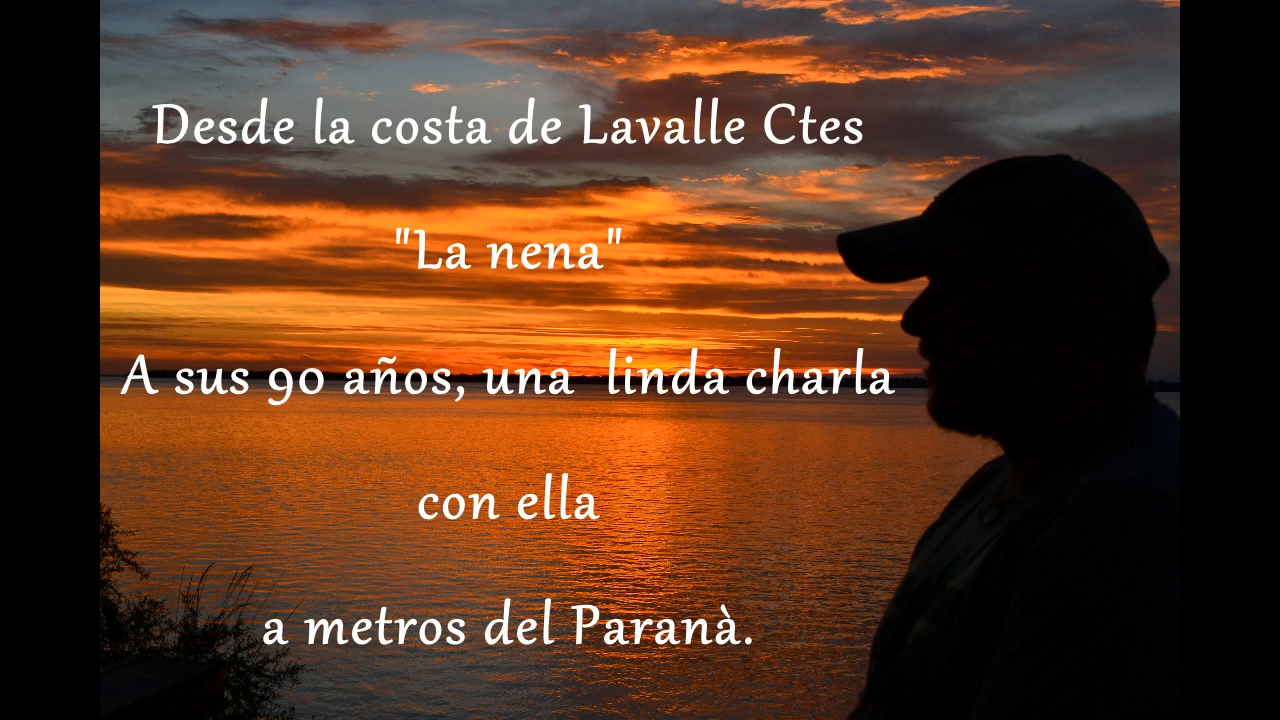 Desde la costa de Lavalle Ctes
"La nena"
A sus 90 años, una linda charla
con ella
a metros del Paranà.